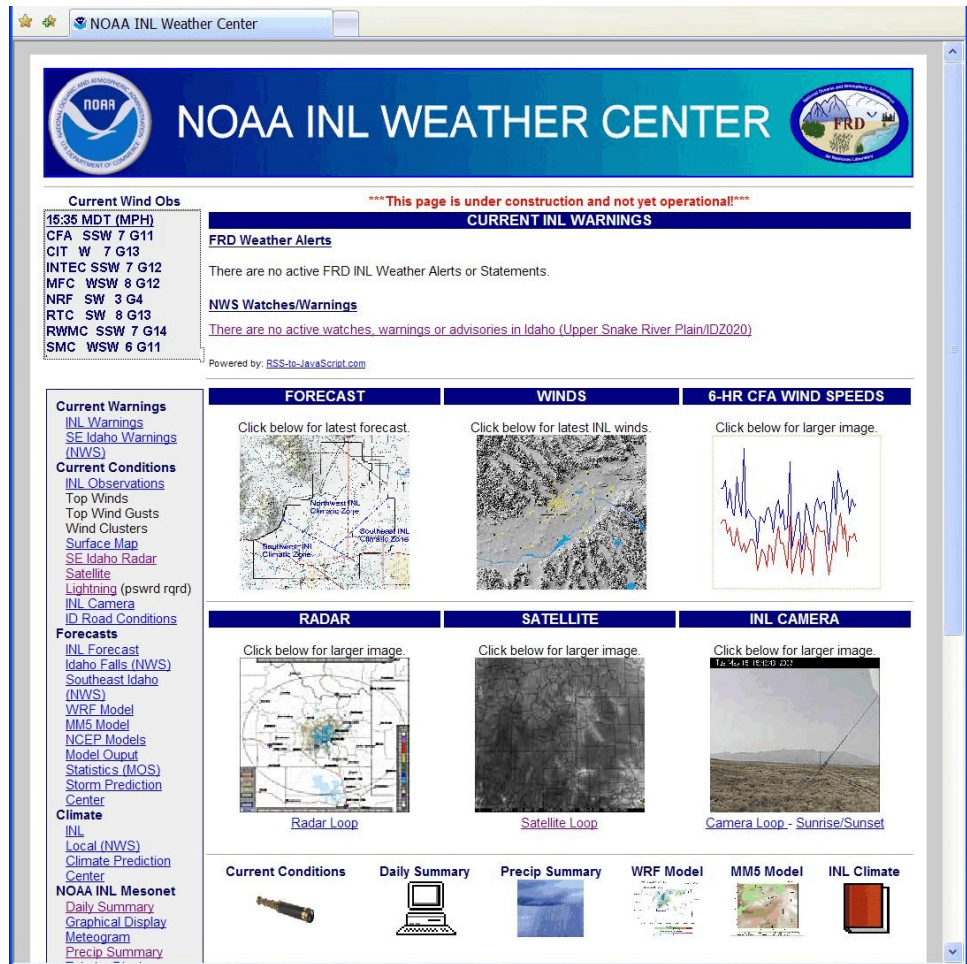 NOAA INL Weather Center
NOAA
NOAA INL WEATHER CENTER
FRD
Current Wind Obs
15:35 MDT (MPH)
CFA SSW 7 G11
CIT W 7 G13
INTEC SSW 7 G12
MFC WSW 8 G12
NRF SW 3 G4
RTC SW 8 G13
RWMC SSW 7 G14
SMC WSW 6 G11
***This page is under construction and not yet operational!***
CURRENT INL WARNINGS
FRD Weather Alerts
There are no active FRD INL Weather Alerts or Statements.
NWS Watches/Warnings
There are no active watches, warnings or advisories in Idaho (Upper Snake River Plain/IDZ020)
Powered by: RSS-to-JavaScript.com
Current Warnings
INL Warnings
SE Idaho Warnings
(NWS)
Current Conditions
INL Observations
Top Winds
Top Wind Gusts
Wind Clusters
Surface Map
SE Idaho Radar
Satellite
Lightning (pswrd rqrd)
INL Camera
ID Road Conditions
Forecasts
INL Forecast
Idaho Falls (NWS)
Southeast Idaho
(NWS)
WRF Model
MM5 Model
NCEP Models
Model Ouput
Statistics (MOS)
Storm Prediction
Center
Climate
INL
Local (NWS)
Climate Prediction
Center
NOAA INL Mesonet
Daily Summary
Graphical Display
Meteogram
Precip Summary
FORECAST
Click below for latest forecast.
Northwest INL
Climatic Zone
Southeast INL
Climatic Zone
Southwest INL
Climatic Zone
WINDS
Click below for latest INL winds.
6-HR CFA WIND SPEEDS
Click below for larger image.
RADAR
Click below for larger image.
Radar Loop
SATELLITE
Click below for larger image.
Satellite Loop
INL CAMERA
Click below for larger image.
Camera Loop - Sunrise/Sunset
Current Conditions
Daily Summary
Precip Summary
WRF Model
MM5 Model
INL Climate